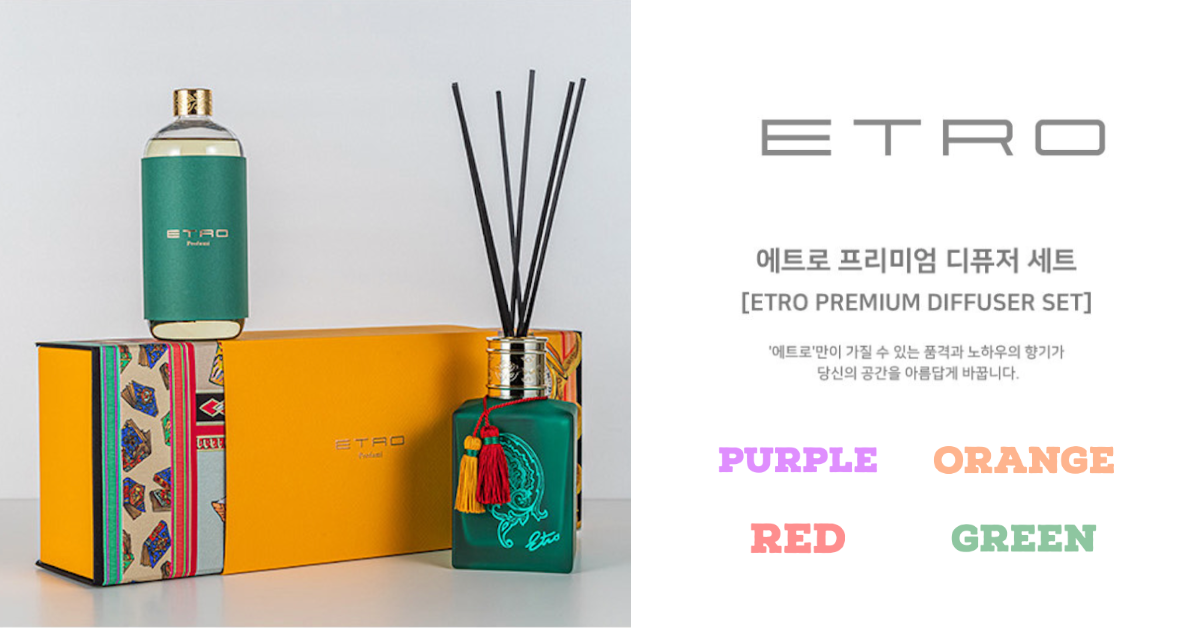 ETRO
Profumi
ETRO
Profumi
Etro
ETRO
에트로 프리미엄 디퓨저 세트
[ETRO PREMIUM DIFFUSER SET]
'에트로'만이 가질 수 있는 품격과 노하우의 향기가
당신의 공간을 아름답게 바꿉니다.
PURPLE
ORANGE
RED
GREEN